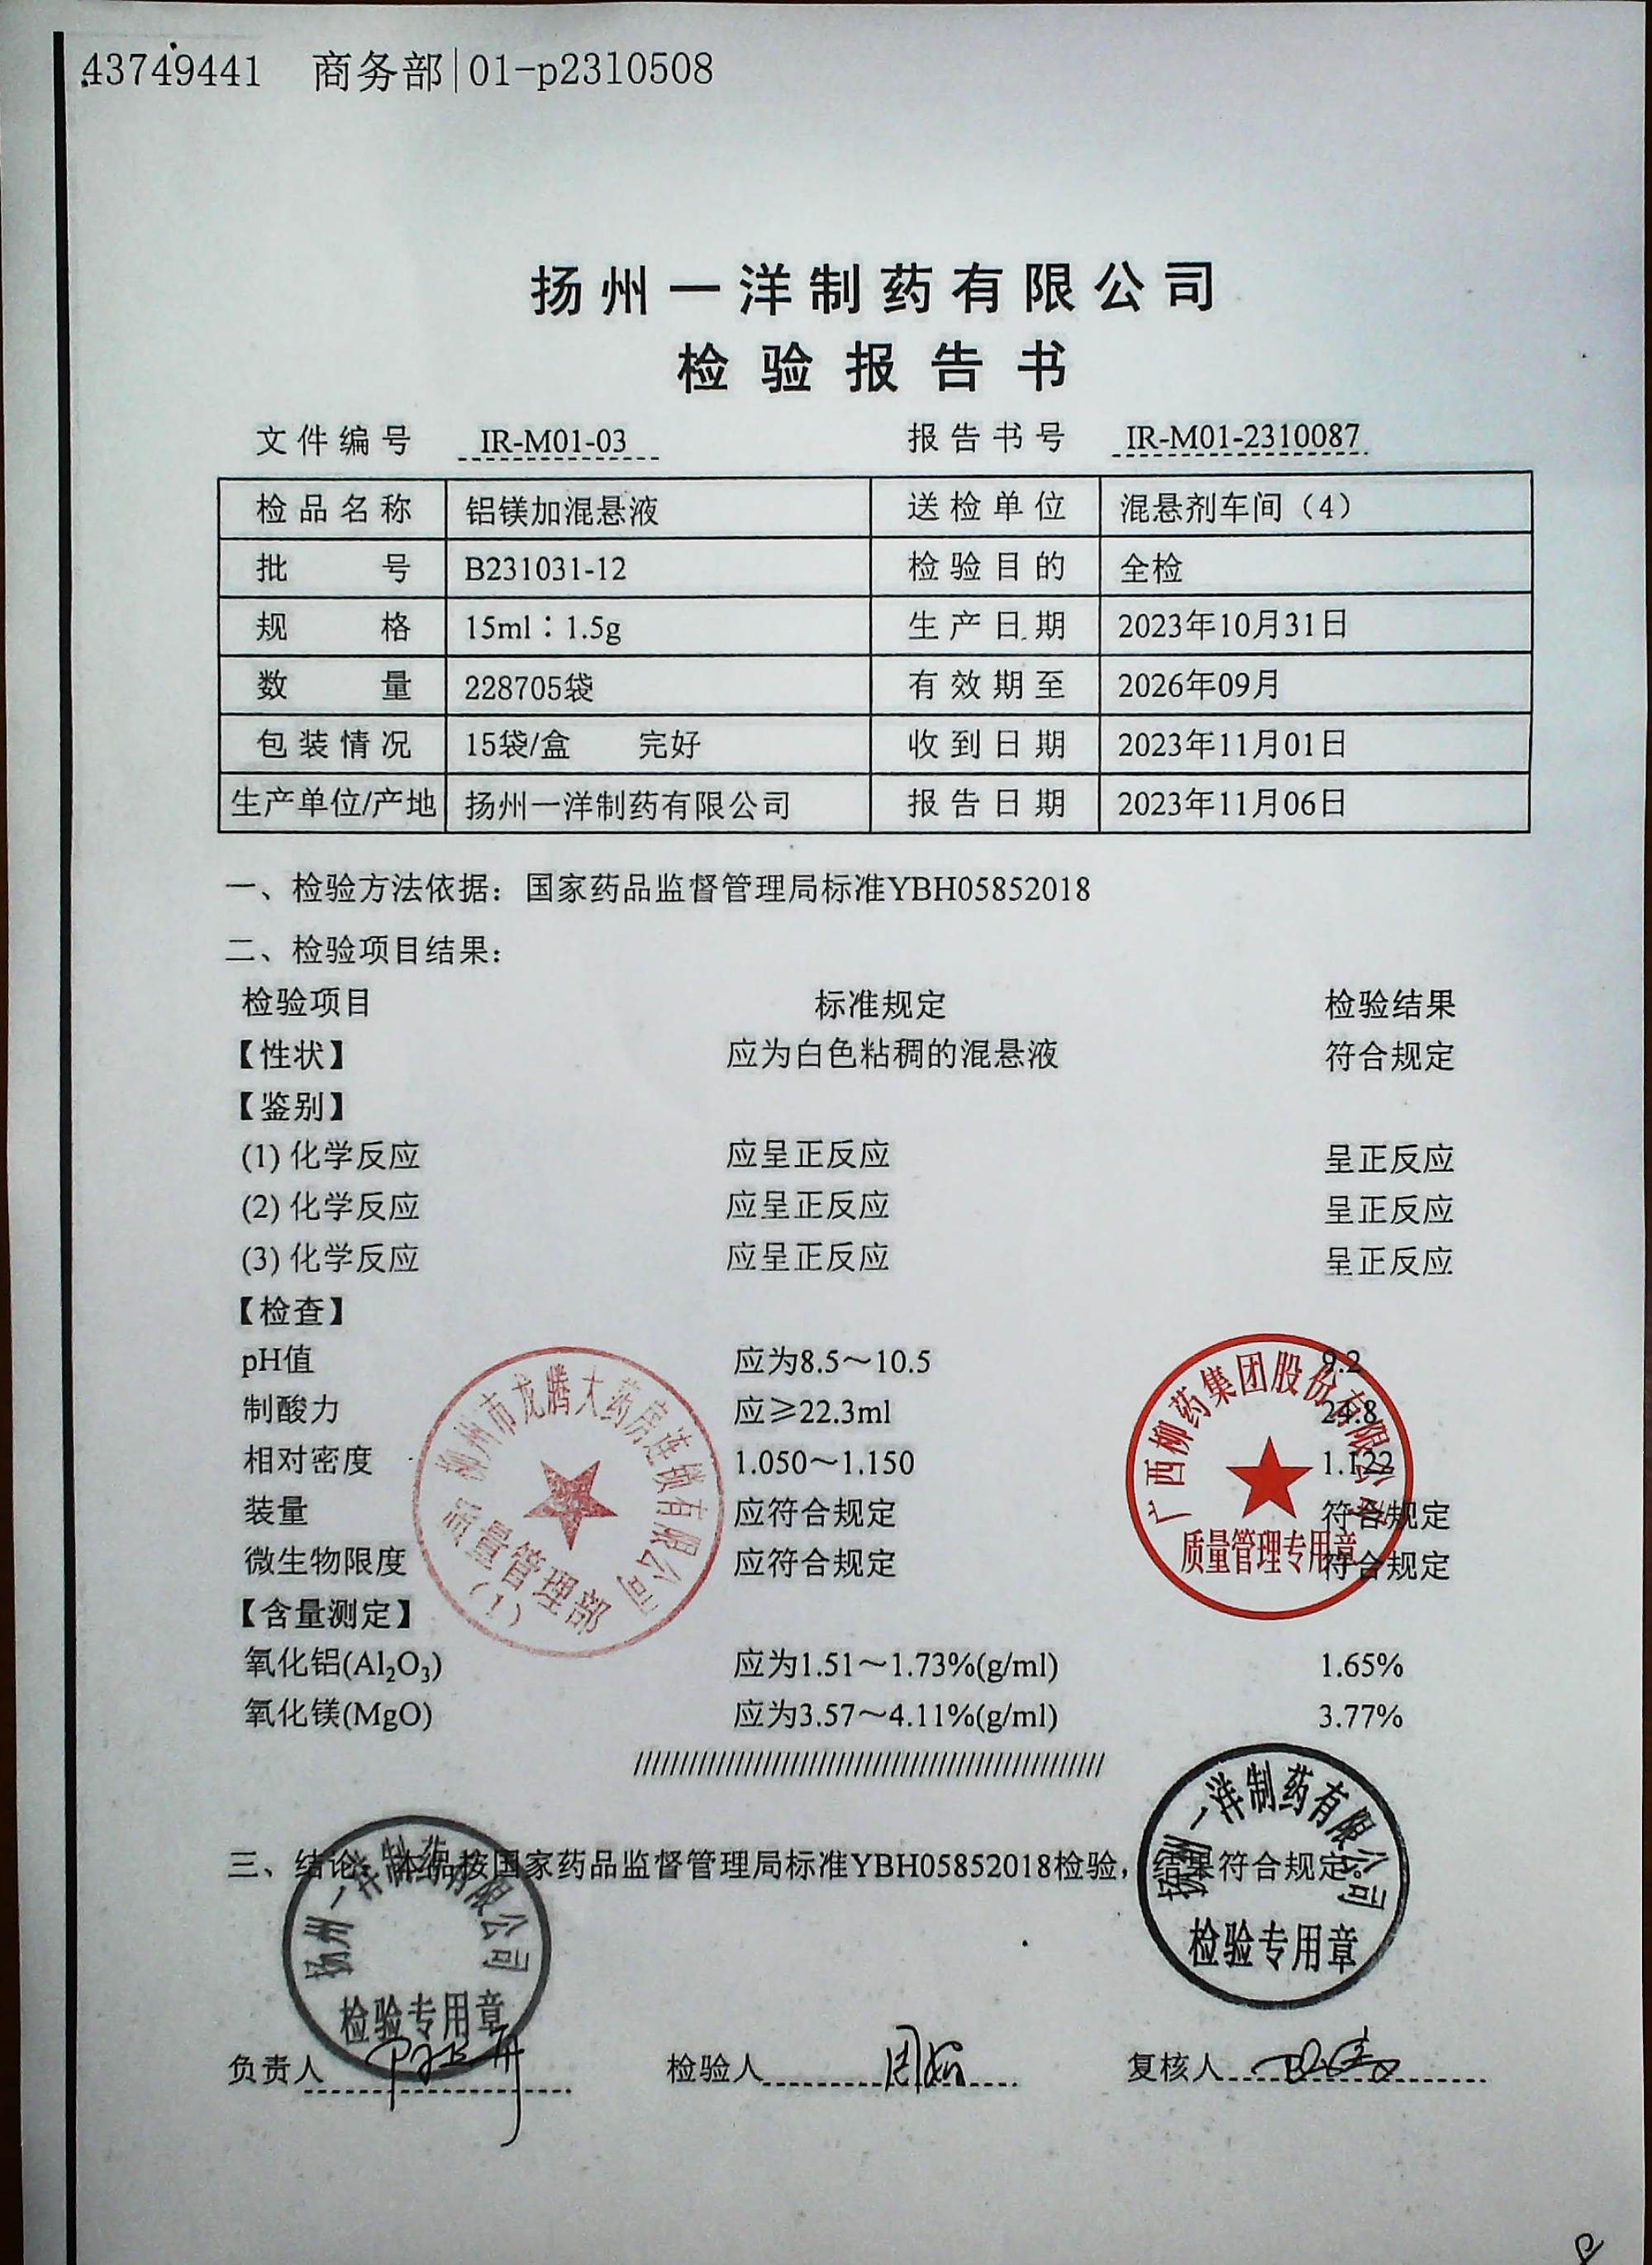 43749441 商务部|01-p2310508
扬州一洋制药有限公司
检验报告书
文件编号 IR-M01-03 报告书号 IR-M01-2310087
检品名称 铝镁加混悬液 送检单位 混悬剂车间（4）
批号 B231031-12 检验目的 全检
规格 15ml：1.5g 生产日期 2023年10月31日
数量 228705袋 有效期至 2026年09月
包装情况 15袋/盒 完好 收到日期 2023年11月01日
生产单位/产地 扬州一洋制药有限公司 报告日期 2023年11月06日
一、检验方法依据：国家药品监督管理局标准YBH05852018
二、检验项目结果：
检验项目 标准规定 检验结果
【性状】 应为白色粘稠的混悬液 符合规定
【鉴别】
(1) 化学反应 应呈正反应 呈正反应
(2) 化学反应 应呈正反应 呈正反应
(3) 化学反应 应呈正反应 呈正反应
【检查】
pH值 应为8.5～10.5 9.2
制酸力 应≥22.3ml 24.8
相对密度 1.050～1.150 1.122
装量 应符合规定 符合规定
微生物限度 应符合规定 符合规定
柳州市龙腾大药房连锁有限公司
质量管理部
（1）
广西柳药集团股份有限公司
质量管理专用章
【含量测定】
氧化铝(Al₂O₃) 应为1.51～1.73%(g/ml) 1.65%
氧化镁(MgO) 应为3.57～4.11%(g/ml) 3.77%
三、结论：本品按国家药品监督管理局标准YBH05852018检验，结果符合规定。
扬州一洋制药有限公司
检验专用章
扬州一洋制药有限公司
检验专用章
负责人 检验人 复核人